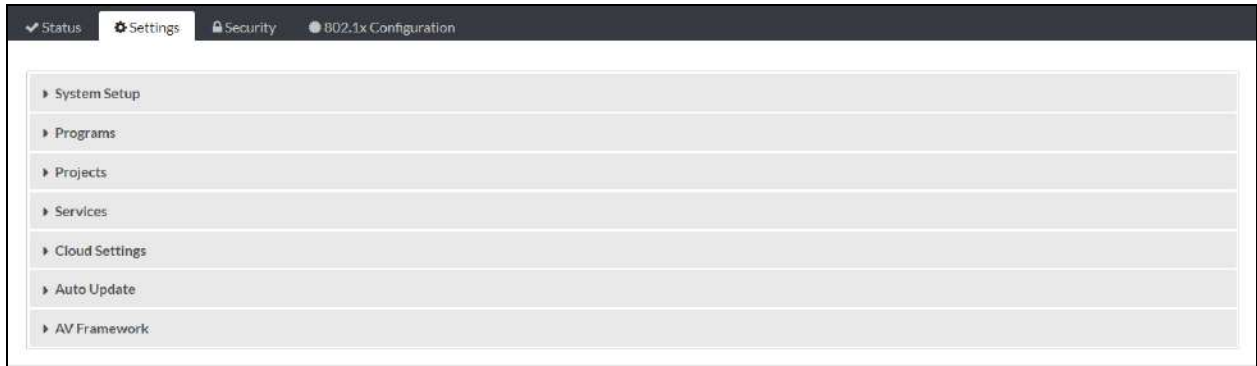 Status Settings Security 802.1x Configuration
System Setup
Programs
Projects
Services
Cloud Settings
Auto Update
AV Framework